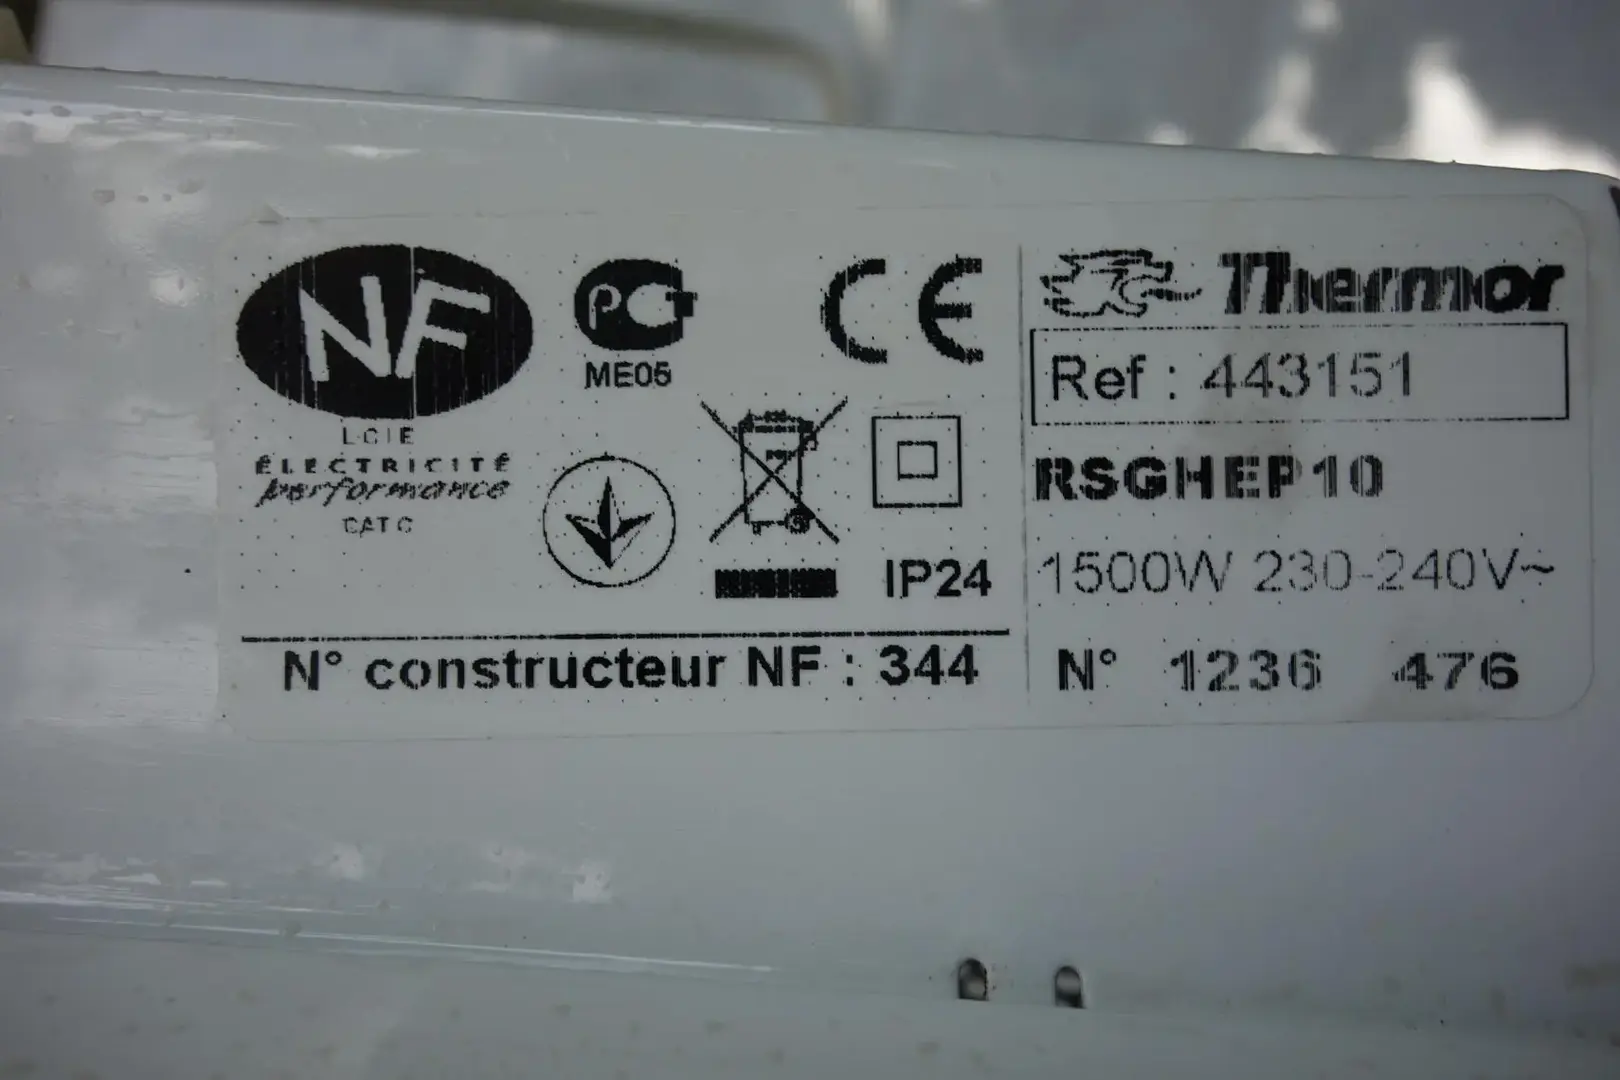 NF
LCIE
ÉLECTRICITÉ
performance
CAT C
PCT
ME05
CE
IP24
N° constructeur NF : 344
Thermor
Ref : 443151
RSGHEP10
1500W 230-240V~
N° 1236 476